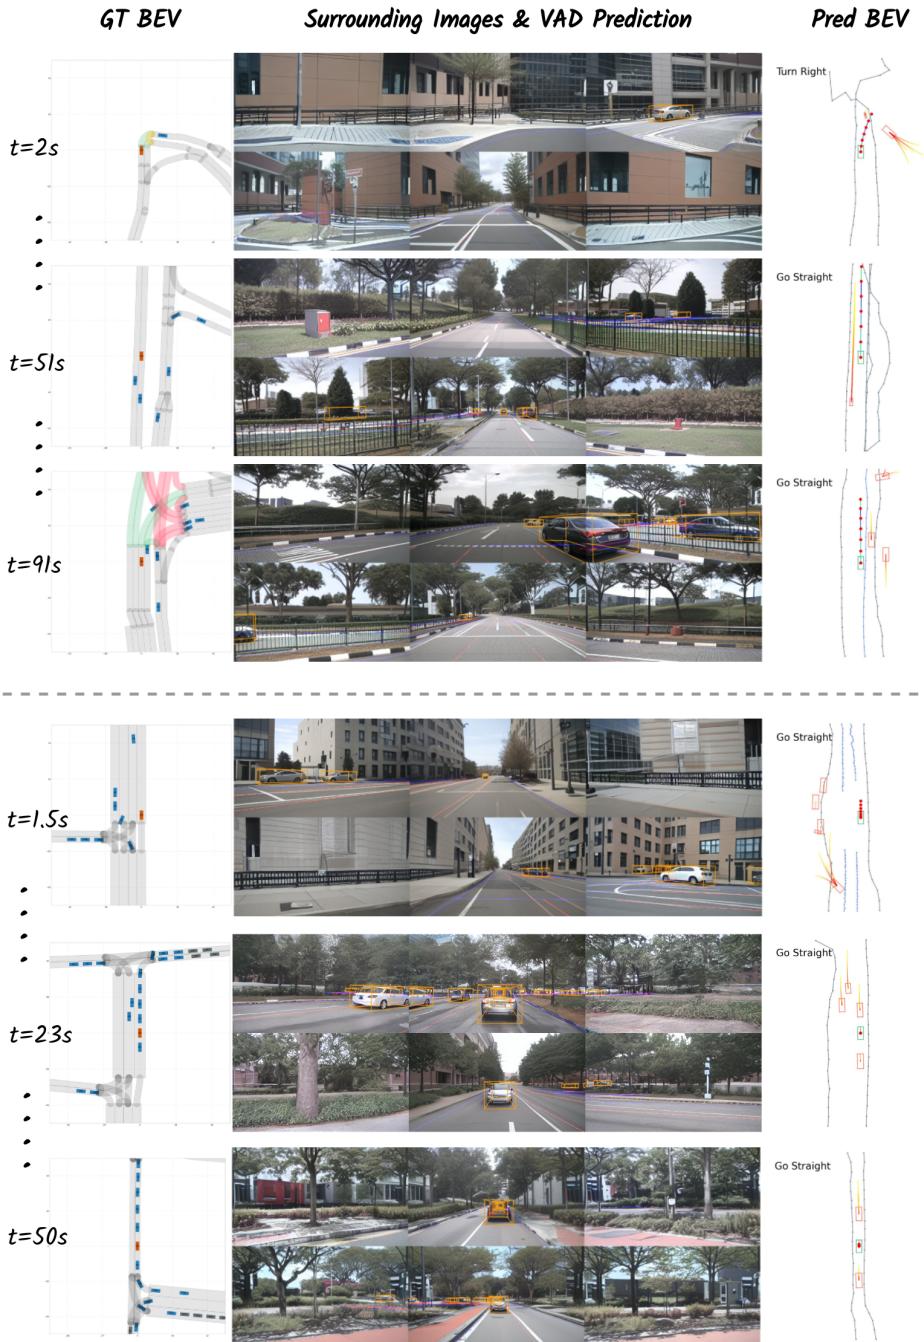 GT BEV
Surrounding Images & VAD Prediction
Pred BEV
t=2s
Turn Right
t=51s
Go Straight
t=91s
Go Straight
t=1.5s
Go Straight
t=23s
Go Straight
t=50s
Go Straight